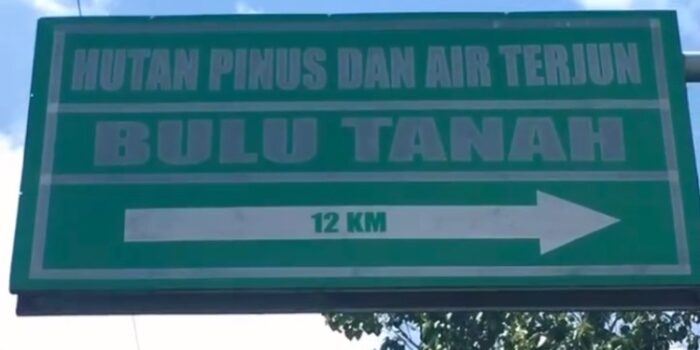 HUTAN PINUS DAN AIR TERJUN
BULU TANAH
12 KM